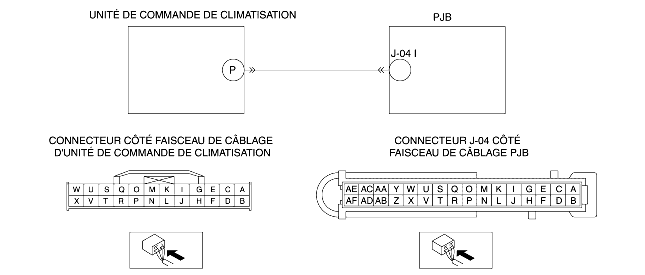 UNITÉ DE COMMANDE DE CLIMATISATION
PJB
P
J-04 I
CONNECTEUR CÔTÉ FAISCEAU DE CÂBLAGE
D'UNITÉ DE COMMANDE DE CLIMATISATION
CONNECTEUR J-04 CÔTÉ
FAISCEAU DE CÂBLAGE PJB
W U S Q O M K I G E C A
X V T R P N L J H F D B
AE AC AA Y W U S Q O M K I G E C A
AF AD AB Z X V T R P N L J H F D B